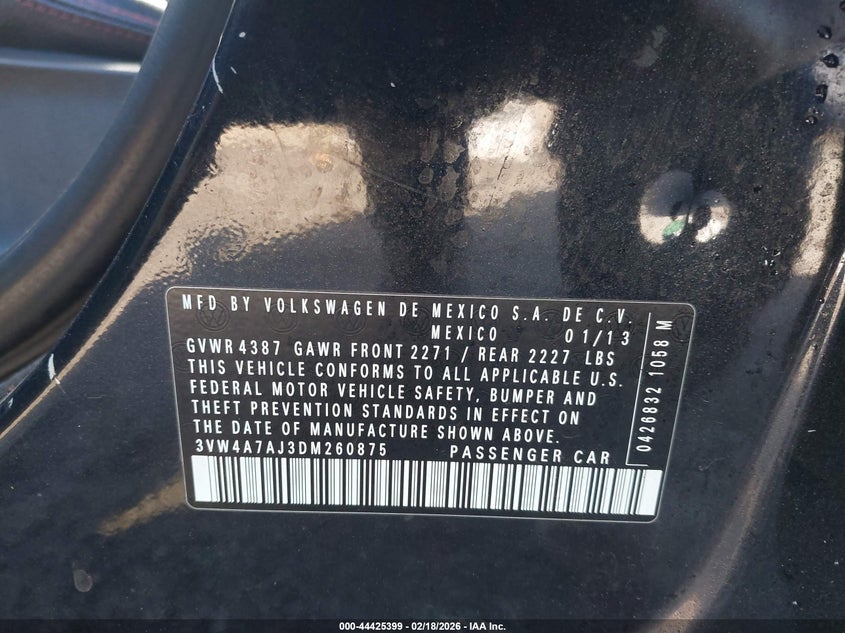 MFD BY VOLKSWAGEN DE MEXICO S.A. DE C.V.
MEXICO 01/13
GVWR 4387 GAWR FRONT 2271 / REAR 2227 LBS
THIS VEHICLE CONFORMS TO ALL APPLICABLE U.S.
FEDERAL MOTOR VEHICLE SAFETY, BUMPER AND
THEFT PREVENTION STANDARDS IN EFFECT ON
THE DATE OF MANUFACTURE SHOWN ABOVE.
3VW4A7AJ3DM260875 PASSENGER CAR
0426832 1058 M
000-44425399 - 02/18/2026 - IAA Inc.